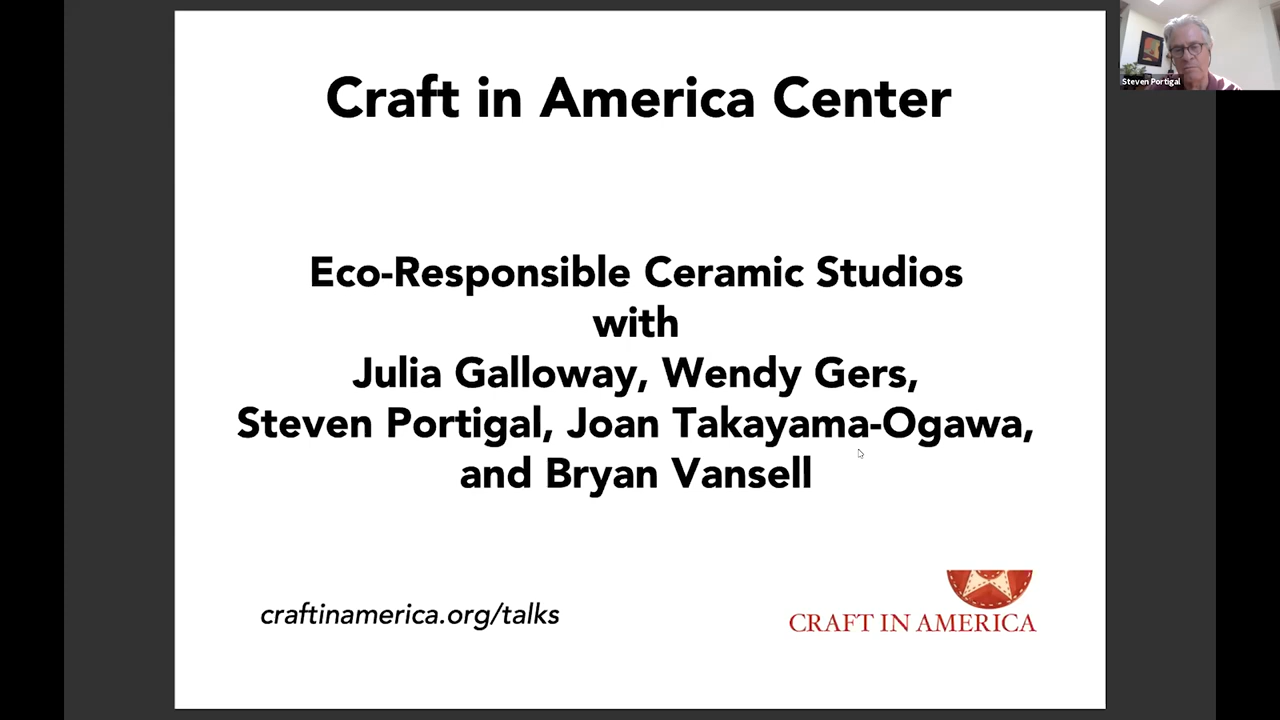 Craft in America Center
Steven Portigal
Eco-Responsible Ceramic Studios
with
Julia Galloway, Wendy Gers,
Steven Portigal, Joan Takayama-Ogawa,
and Bryan Vansell
craftinamerica.org/talks
CRAFT IN AMERICA